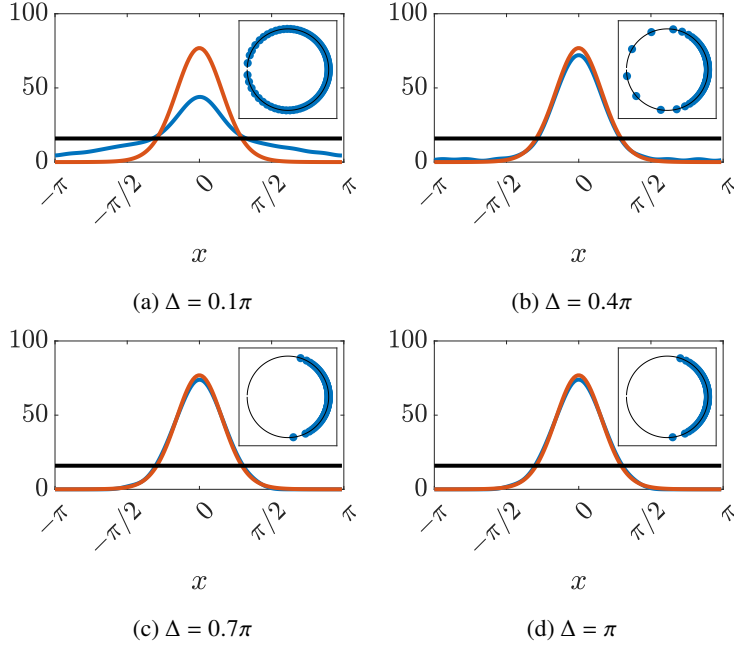 100
50
0
−π
−π/2
0
π/2
π
x
(a) Δ = 0.1π
100
50
0
−π
−π/2
0
π/2
π
x
(b) Δ = 0.4π
100
50
0
−π
−π/2
0
π/2
π
x
(c) Δ = 0.7π
100
50
0
−π
−π/2
0
π/2
π
x
(d) Δ = π